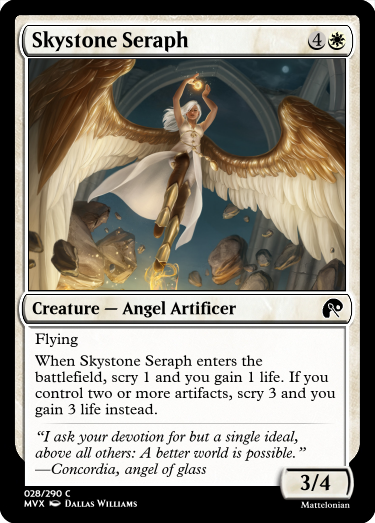 Skystone Seraph 4
Creature — Angel Artificer
Flying
When Skystone Seraph enters the
battlefield, scry 1 and you gain 1 life. If you
control two or more artifacts, scry 3 and you
gain 3 life instead.
“I ask your devotion for but a single ideal,
above all others: A better world is possible.”
—Concordia, angel of glass
3/4
028/290 C
MVX DALLAS WILLIAMS
Mattelonian